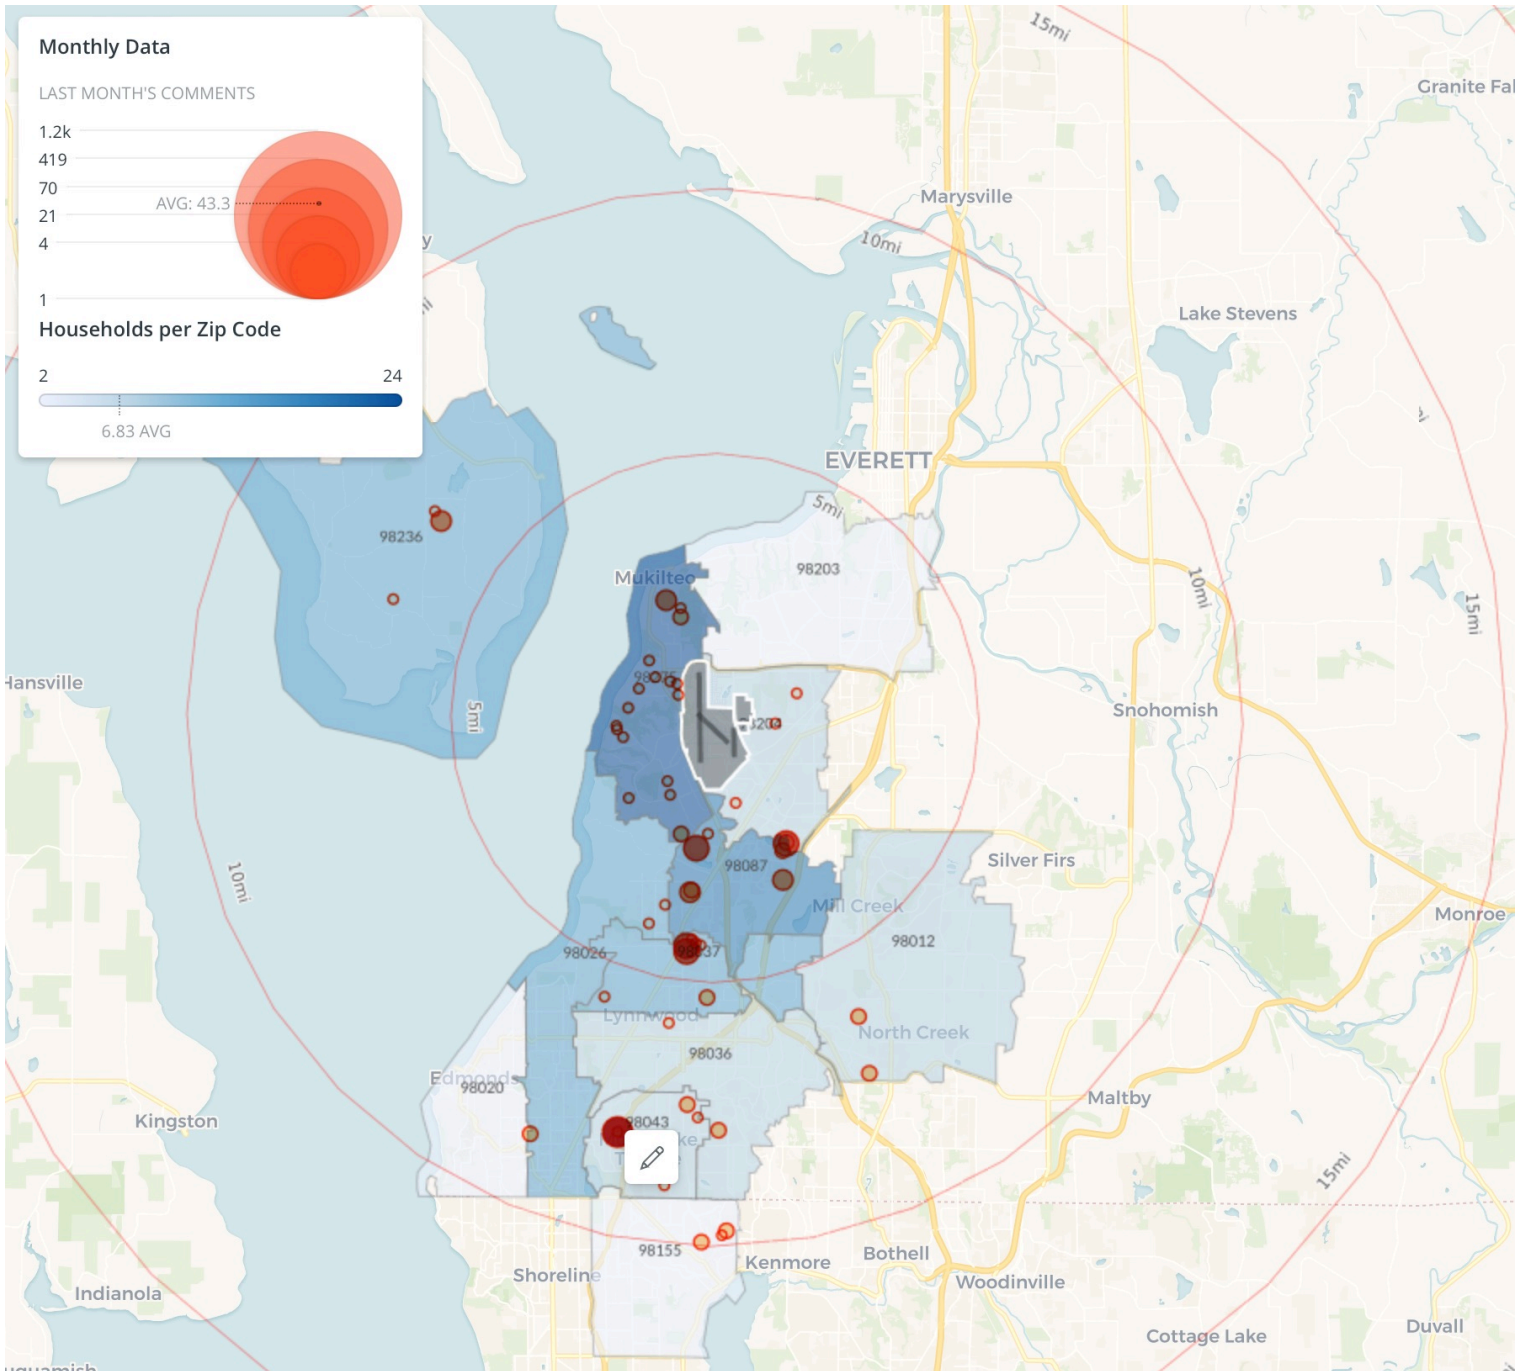 Monthly Data
LAST MONTH'S COMMENTS
1.2k
419
70
AVG: 43.3
21
4
1
Households per Zip Code
2 24
6.83 AVG
15mi
Granite Fal
Marysville
10mi
Lake Stevens
EVERETT
5mi
98236
98203
Mukilteo
10mi
15mi
Hansville
5mi
Snohomish
10mi
98087
Silver Firs
Mill Creek
Monroe
98026
98012
Lynnwood
North Creek
98036
Edmonds
98020
Maltby
Kingston
98043
15mi
98155
Bothell
Kenmore
Shoreline
Woodinville
Indianola
Cottage Lake
Duvall